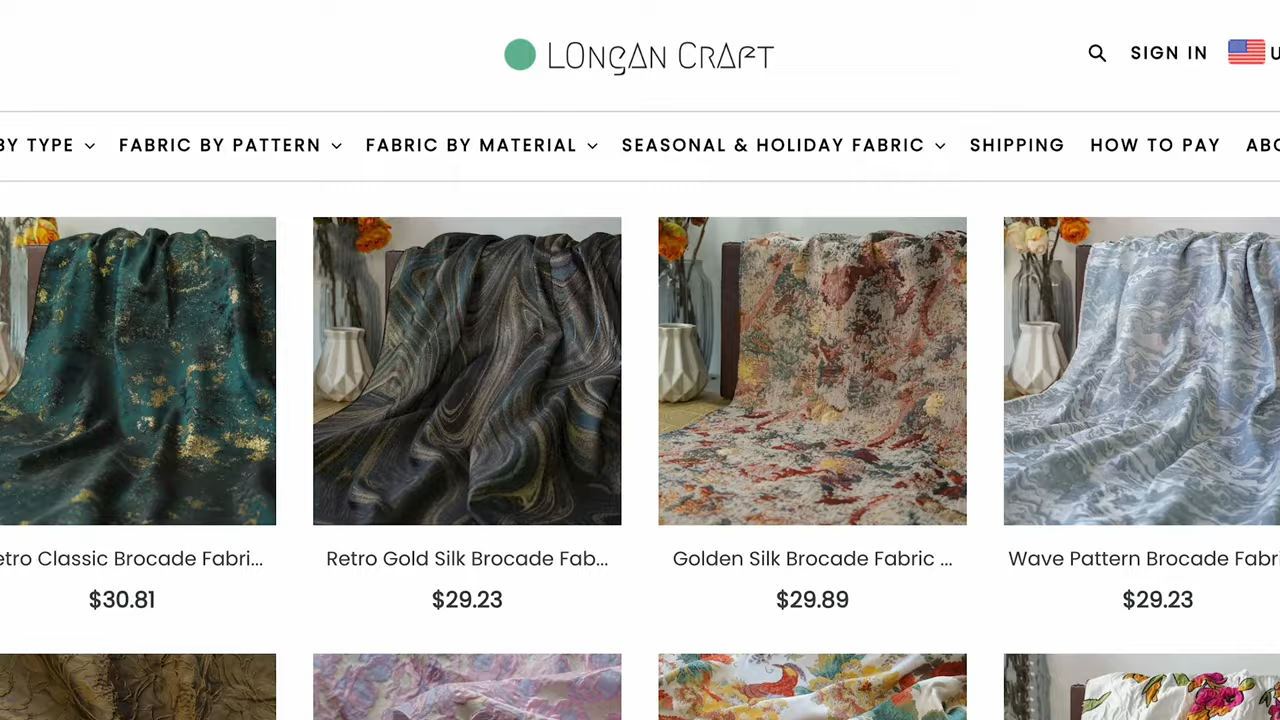 LONGAN CRAFT
SIGN IN
BY TYPE
FABRIC BY PATTERN
FABRIC BY MATERIAL
SEASONAL & HOLIDAY FABRIC
SHIPPING
HOW TO PAY
etro Classic Brocade Fabri...
Retro Gold Silk Brocade Fab...
Golden Silk Brocade Fabric ...
Wave Pattern Brocade Fabri
$30.81
$29.23
$29.89
$29.23